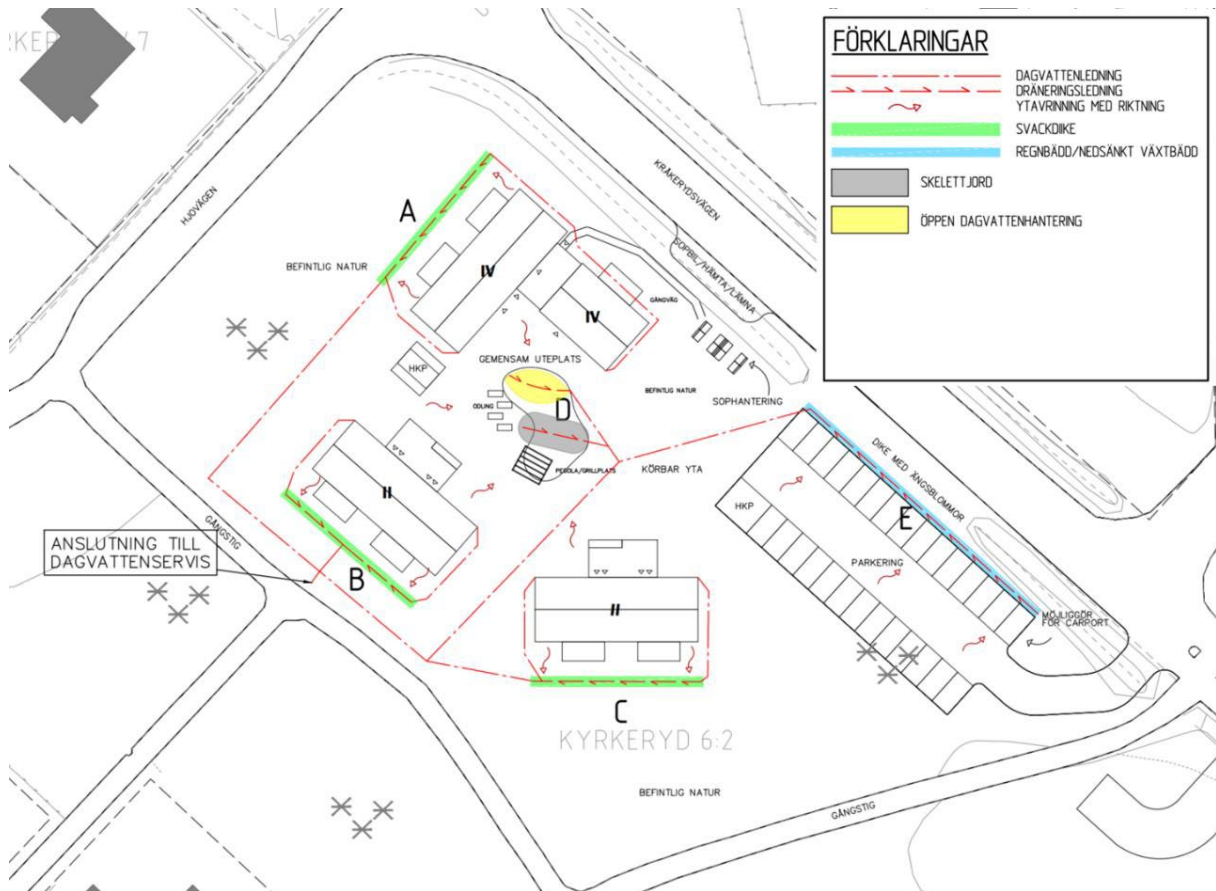 FÖRKLARINGAR
DAGVATTENLEDNING
DRÄNERINGSLEDNING
YTAVRINNING MED RIKTNING
SVACKDIKE
REGNBÄDD/NEDSÄNKT VÄXTBÄDD
SKELETTJORD
ÖPPEN DAGVATTENHANTERING
7
HJOVÄGEN
KRÅKERYDSVÄGEN
SOPBIL/HÄMTA/LÄMNA
A
BEFINTLIG NATUR
IV
IV
GÅNGVÄG
GEMENSAM UTEPLATS
HKP
ODLING
D
BEFINTLIG NATUR
SOPHANTERING
PEGOLA/GRILLPLATS
KÖRBAR YTA
DIKE MED ÄNGSBLOMMOR
HKP
E
PARKERING
MÖJLIGGÖR
FÖR CARPORT
II
GÅNGSTIG
ANSLUTNING TILL
DAGVATTENSERVIS
B
II
C
KYRKERYD 6:2
BEFINTLIG NATUR
GÅNGSTIG